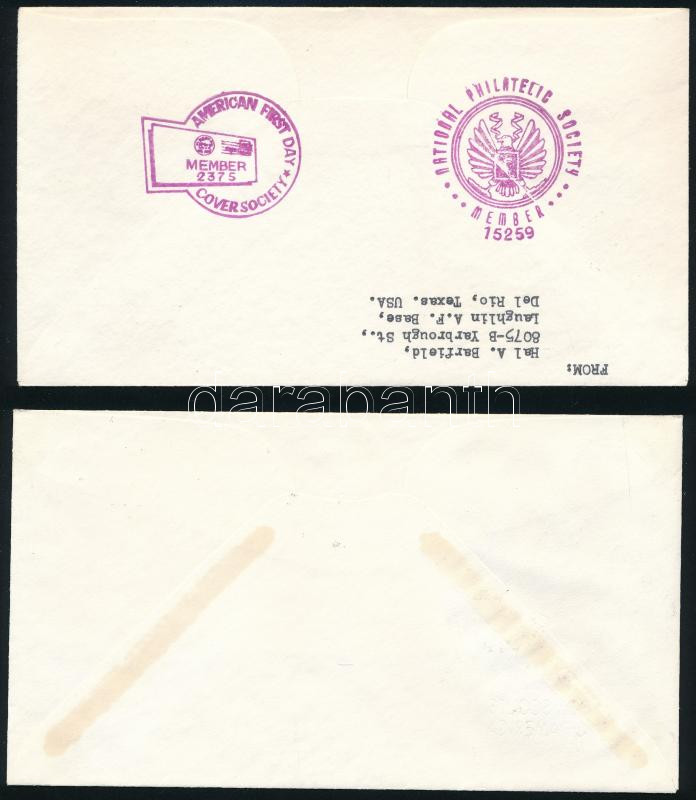 AMERICAN FIRST DAY
COVER SOCIETY
MEMBER
2375
NATIONAL PHILATELIC SOCIETY
MEMBER
15259
FROM:
Hal A. Barfield,
8075-B Yarbrough St.,
Laughlin A.F. Base,
Del Rio, Texas. USA.
darabanth